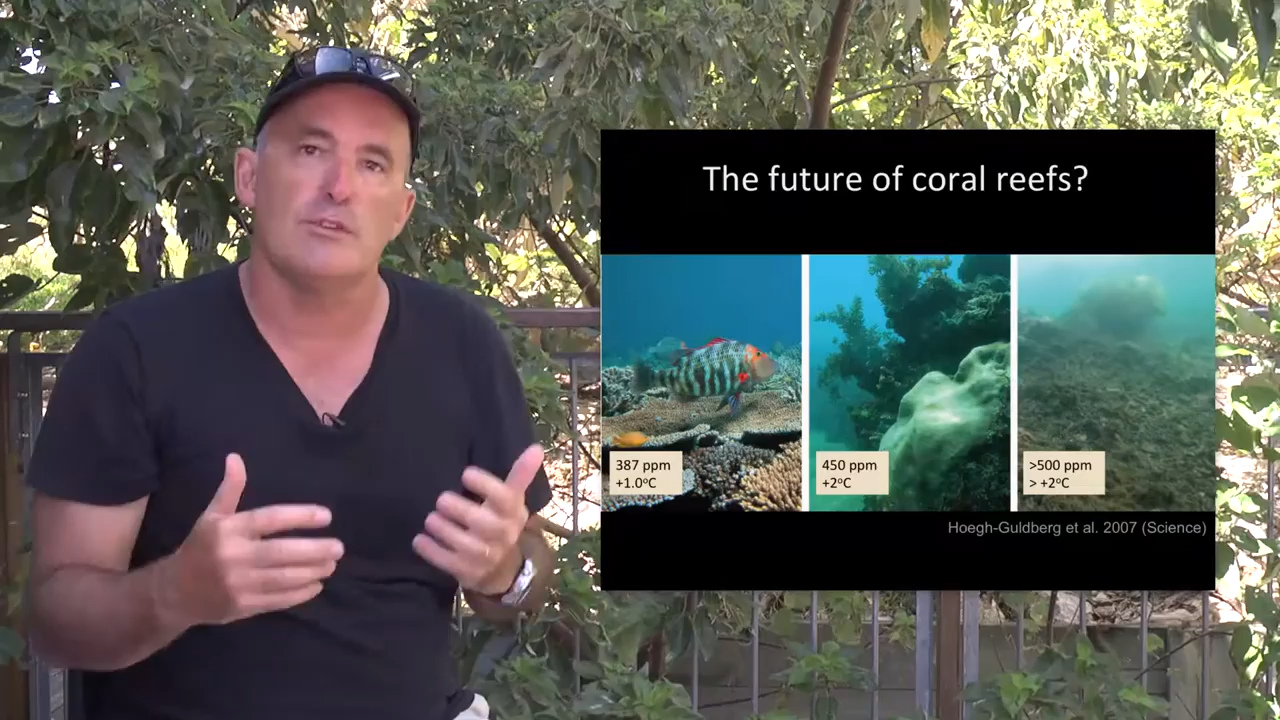 The future of coral reefs?
387 ppm
+1.0°C
450 ppm
+2°C
>500 ppm
> +2°C
Hoegh-Guldberg et al. 2007 (Science)